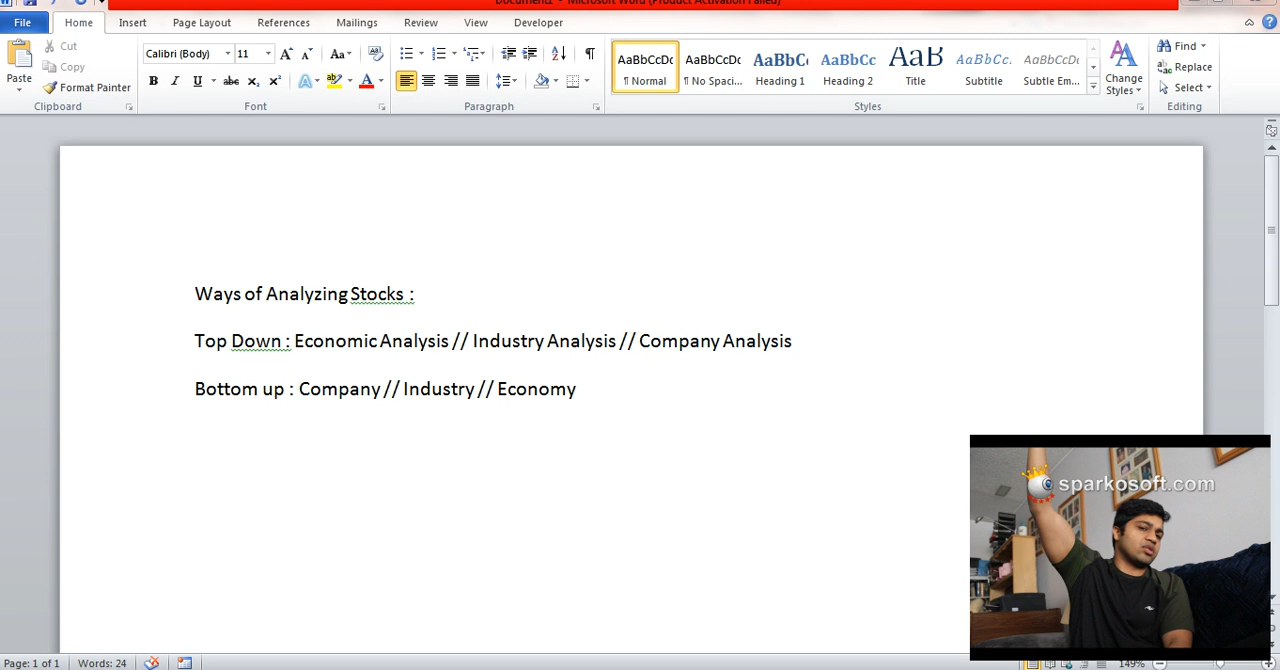 Document1 - Microsoft Word (Product Activation Failed)
File Home Insert Page Layout References Mailings Review View Developer
Paste
Cut
Copy
Format Painter
Clipboard
Calibri (Body) 11
Font
Paragraph
AaBbCcDc AaBbCcDc AaBbC AaBbCc AaB AaBbCc. AaBbCcDc
¶ Normal ¶ No Spaci... Heading 1 Heading 2 Title Subtitle Subtle Em...
Change Styles
Styles
Find
Replace
Select
Editing
Ways of Analyzing Stocks :
Top Down : Economic Analysis // Industry Analysis // Company Analysis
Bottom up : Company // Industry // Economy
sparkosoft.com
Page: 1 of 1 Words: 24 149%